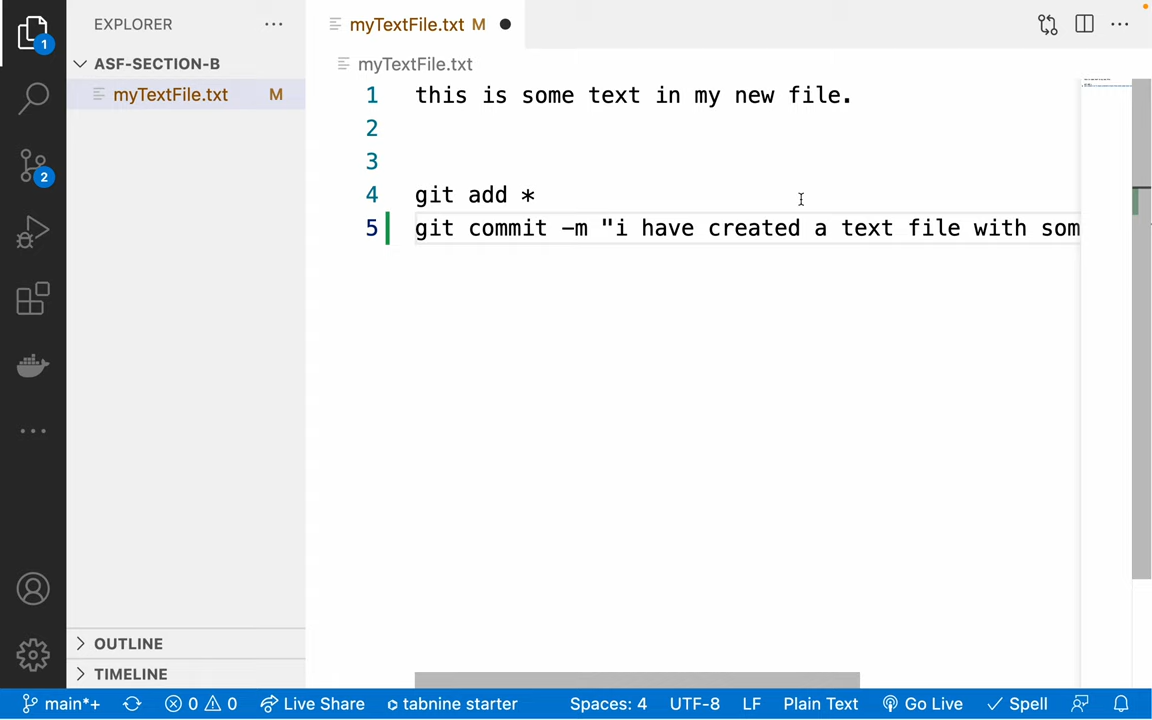 EXPLORER
myTextFile.txt M
1
ASF-SECTION-B
myTextFile.txt
myTextFile.txt M
1 this is some text in my new file.
2
3
4 git add *
5 git commit -m "i have created a text file with som
2
OUTLINE
TIMELINE
main*+ 0 0 Live Share tabnine starter Spaces: 4 UTF-8 LF Plain Text Go Live Spell